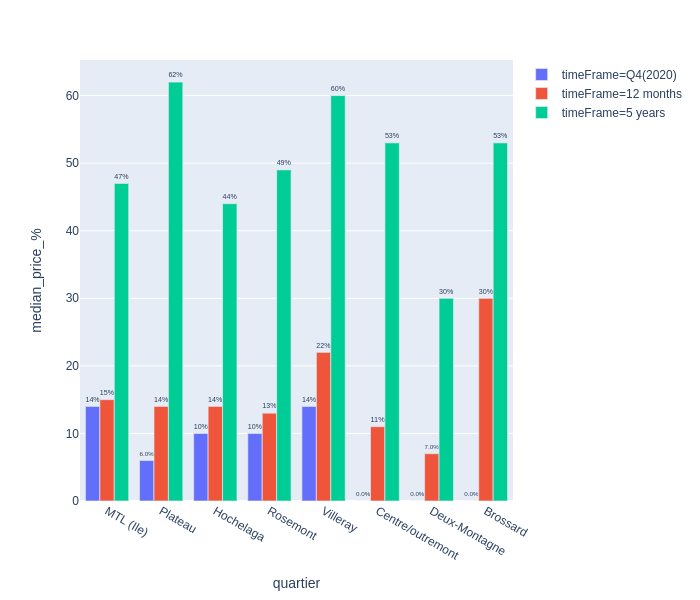 timeFrame=Q4(2020)
timeFrame=12 months
timeFrame=5 years
median_price_%
60
50
40
30
20
10
0
14%
15%
47%
6.0%
14%
62%
10%
14%
44%
10%
13%
49%
14%
22%
60%
0.0%
11%
53%
0.0%
7.0%
30%
0.0%
30%
53%
MTL (Ile)
Plateau
Hochelaga
Rosemont
Villeray
Centre/outremont
Deux-Montagne
Brossard
quartier